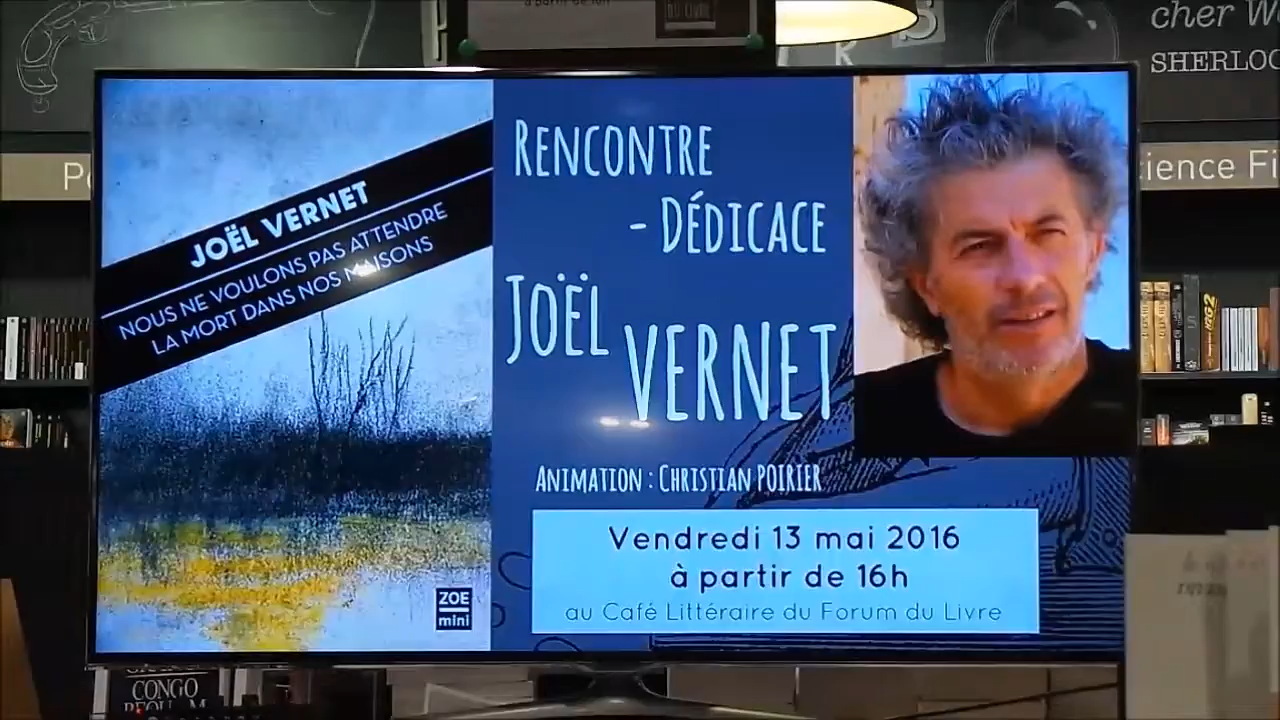 cher W
SHERLOC
cience Fi
JOËL VERNET
NOUS NE VOULONS PAS ATTENDRE
LA MORT DANS NOS MAISONS
ZOE
mini
RENCONTRE
- DÉDICACE
JOËL
VERNET
ANIMATION : CHRISTIAN POIRIER
Vendredi 13 mai 2016
à partir de 16h
au Café Littéraire du Forum du Livre
CONGO